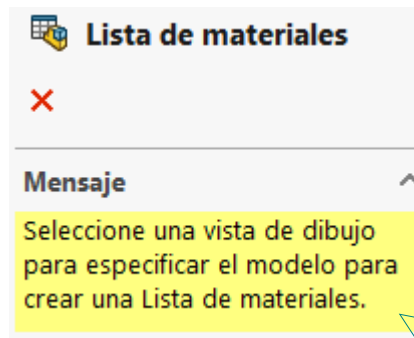 Lista de materiales
Mensaje
Seleccione una vista de dibujo
para especificar el modelo para
crear una Lista de materiales.